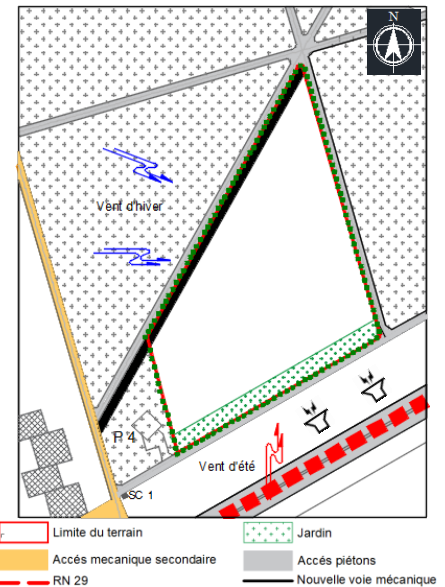 N
Vent d'hiver
P 4
Vent d'été
SC 1
Limite du terrain
Jardin
Accés mecanique secondaire
Accés piétons
RN 29
Nouvelle voie mécanique